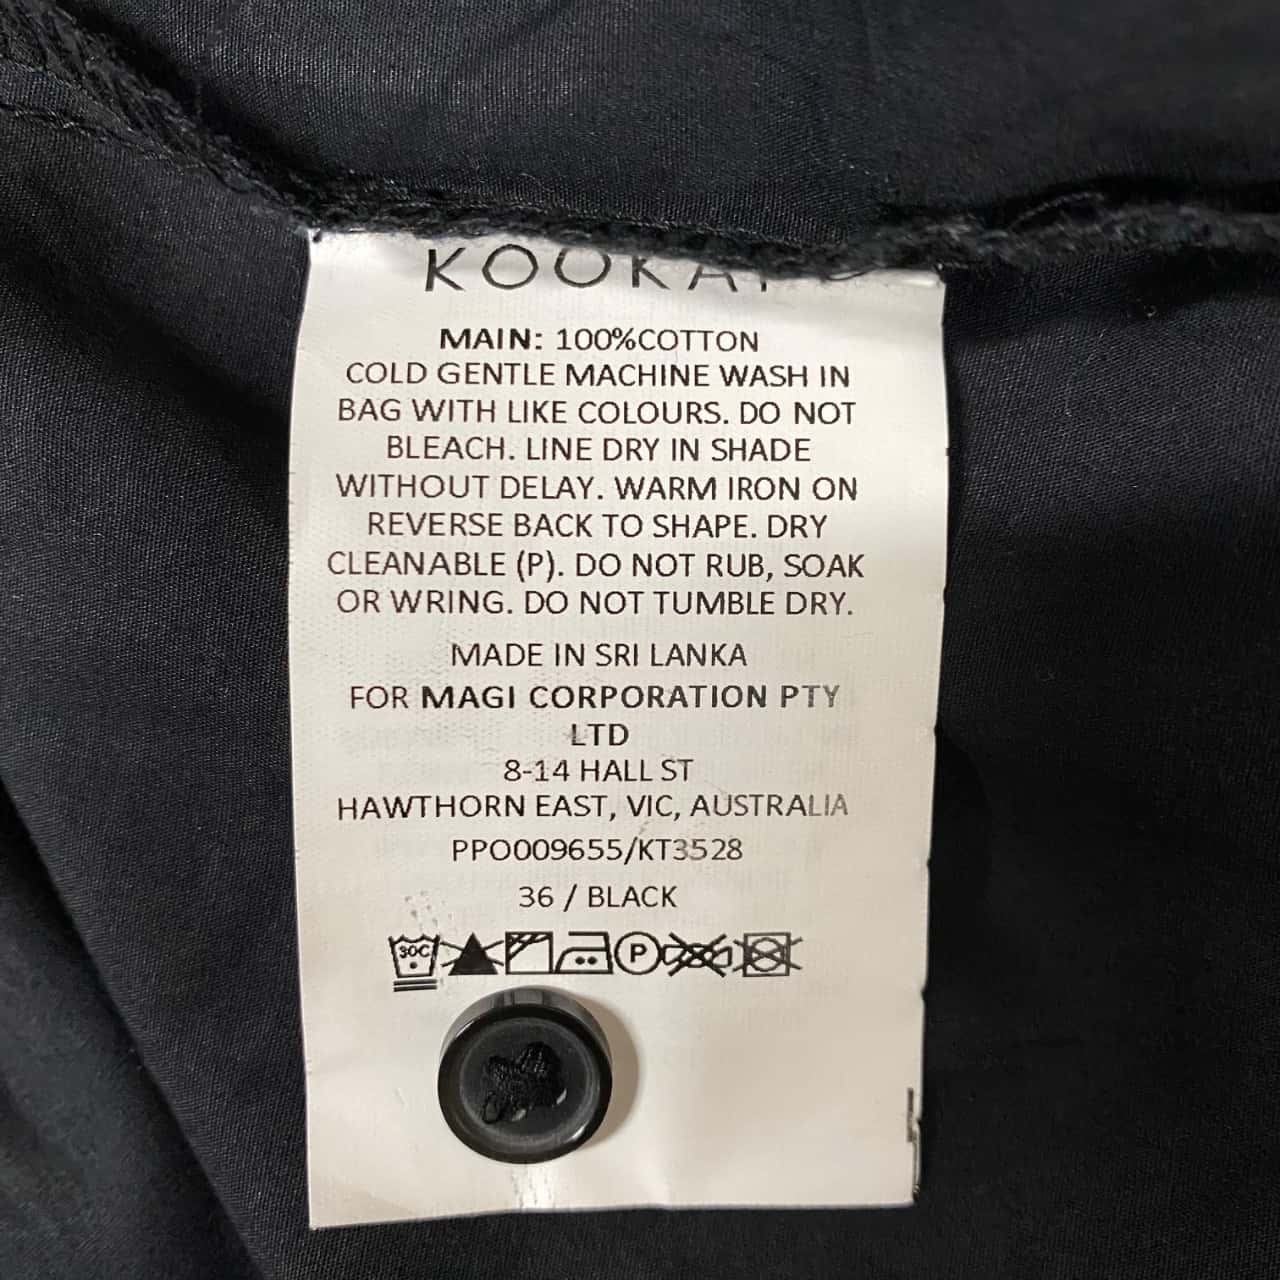 KOOKAI
MAIN: 100%COTTON
COLD GENTLE MACHINE WASH IN
BAG WITH LIKE COLOURS. DO NOT
BLEACH. LINE DRY IN SHADE
WITHOUT DELAY. WARM IRON ON
REVERSE BACK TO SHAPE. DRY
CLEANABLE (P). DO NOT RUB, SOAK
OR WRING. DO NOT TUMBLE DRY.
MADE IN SRI LANKA
FOR MAGI CORPORATION PTY
LTD
8-14 HALL ST
HAWTHORN EAST, VIC, AUSTRALIA
PPO009655/KT3528
36 / BLACK
30C P